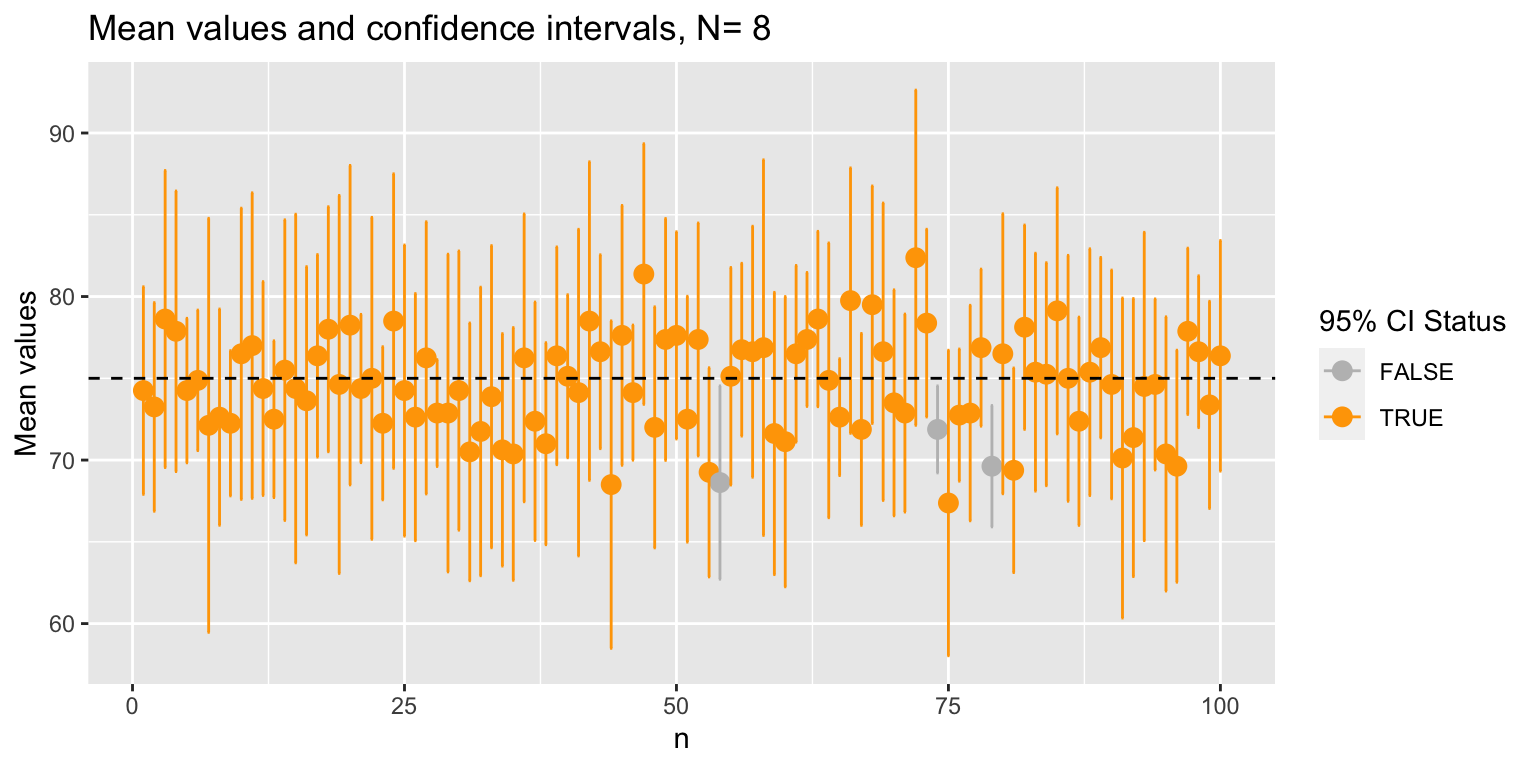 Mean values and confidence intervals, N= 8
Mean values
90
80
70
60
0
25
50
75
100
n
95% CI Status
FALSE
TRUE